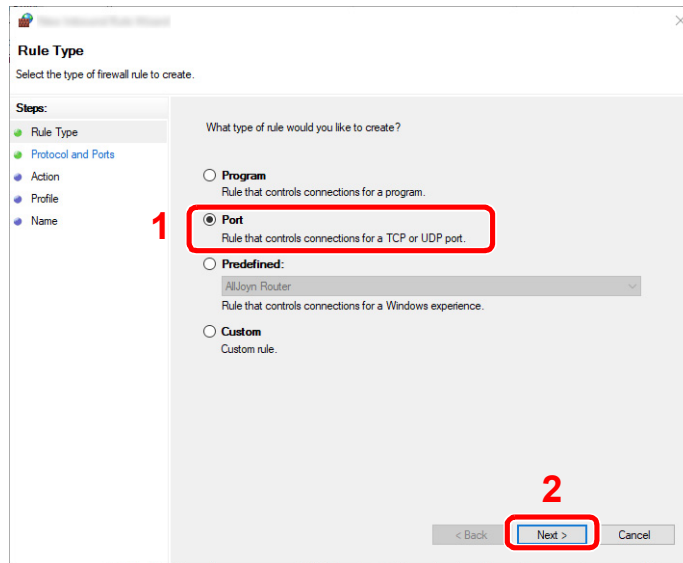 Rule Type
Select the type of firewall rule to create.
Steps:
Rule Type
Protocol and Ports
Action
Profile
Name
What type of rule would you like to create?
Program
Rule that controls connections for a program.
1
Port
Rule that controls connections for a TCP or UDP port.
Predefined:
AllJoyn Router
Rule that controls connections for a Windows experience.
Custom
Custom rule.
2
< Back
Next >
Cancel